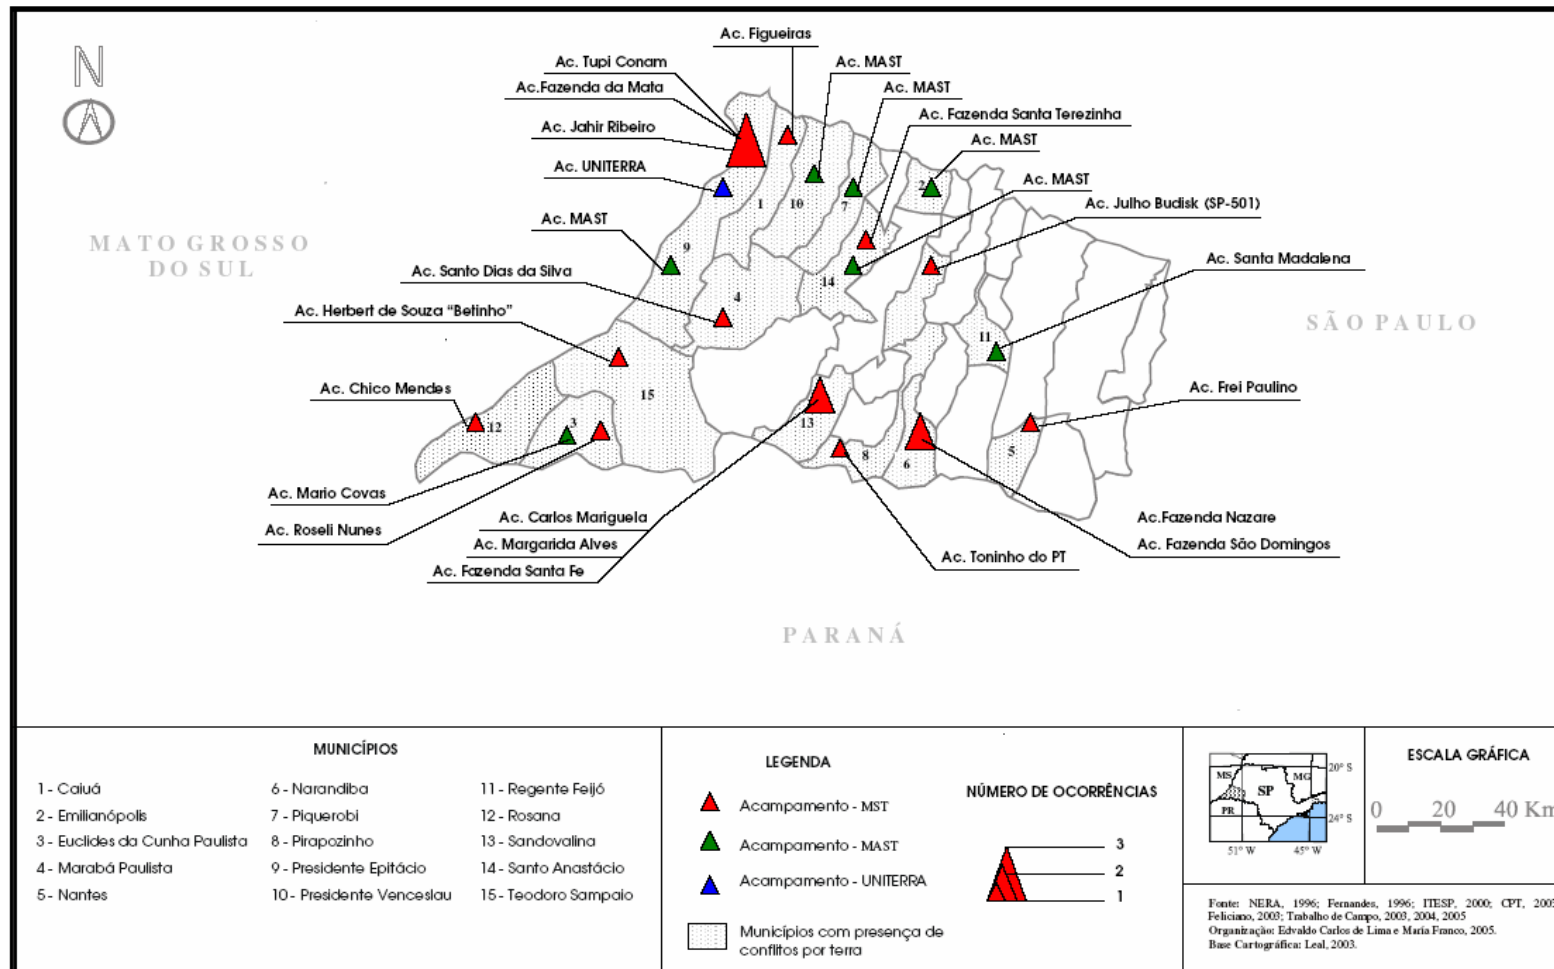 N
Ac. Figueiras
Ac. Tupi Conam
Ac. MAST
Ac.Fazenda da Mata
Ac. MAST
Ac. Jahir Ribeiro
Ac. Fazenda Santa Terezinha
Ac. UNITERRA
Ac. MAST
Ac. MAST
Ac. Julho Budisk (SP-501)
Ac. MAST
MATO GROSSO
DO SUL
Ac. Santo Dias da Silva
Ac. Santa Madalena
Ac. Herbert de Souza "Betinho"
SÃO PAULO
Ac. Chico Mendes
Ac. Frei Paulino
1
10
7
2
9
4
14
11
15
12
3
13
8
6
5
Ac. Mario Covas
Ac. Roseli Nunes
Ac. Carlos Mariguela
Ac. Margarida Alves
Ac. Fazenda Santa Fe
Ac. Toninho do PT
Ac.Fazenda Nazare
Ac. Fazenda São Domingos
PARANÁ
MUNICÍPIOS
1 - Caiuá
2 - Emilianópolis
3 - Euclides da Cunha Paulista
4 - Marabá Paulista
5 - Nantes
6 - Narandiba
7 - Piquerobi
8 - Pirapozinho
9 - Presidente Epitácio
10 - Presidente Venceslau
11 - Regente Feijó
12 - Rosana
13 - Sandovalina
14 - Santo Anastácio
15 - Teodoro Sampaio
LEGENDA
Acampamento - MST
Acampamento - MAST
Acampamento - UNITERRA
Municípios com presença de
conflitos por terra
NÚMERO DE OCORRÊNCIAS
3
2
1
MS
MG
SP
PR
20° S
24° S
51° W
45° W
ESCALA GRÁFICA
0 20 40 Km
Fonte: NERA, 1996; Fernandes, 1996; ITESP, 2000; CPT, 2005
Feliciano, 2003; Trabalho de Campo, 2003, 2004, 2005
Organização: Edvaldo Carlos de Lima e Maria Franco, 2005.
Base Cartográfica: Leal, 2003.